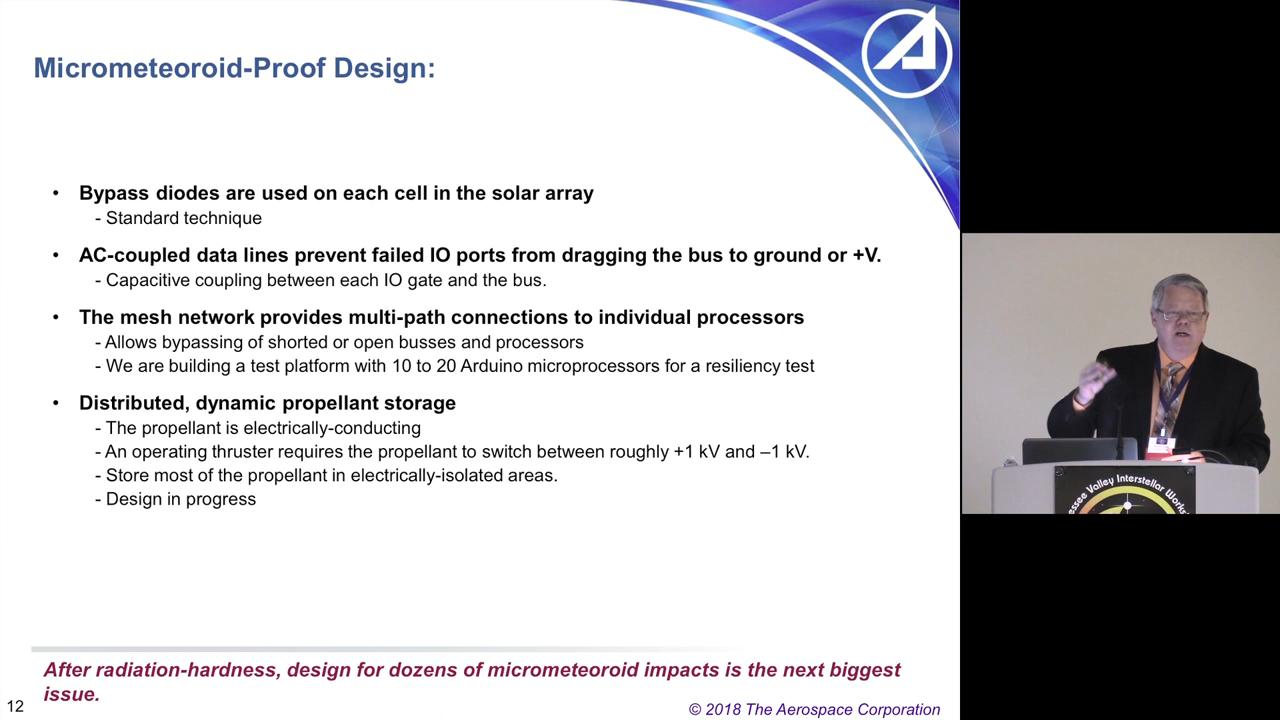 Micrometeoroid-Proof Design:
• Bypass diodes are used on each cell in the solar array
- Standard technique
• AC-coupled data lines prevent failed IO ports from dragging the bus to ground or +V.
- Capacitive coupling between each IO gate and the bus.
• The mesh network provides multi-path connections to individual processors
- Allows bypassing of shorted or open busses and processors
- We are building a test platform with 10 to 20 Arduino microprocessors for a resiliency test
• Distributed, dynamic propellant storage
- The propellant is electrically-conducting
- An operating thruster requires the propellant to switch between roughly +1 kV and –1 kV.
- Store most of the propellant in electrically-isolated areas.
- Design in progress
After radiation-hardness, design for dozens of micrometeoroid impacts is the next biggest
issue.
12
© 2018 The Aerospace Corporation
Valley Interstellar